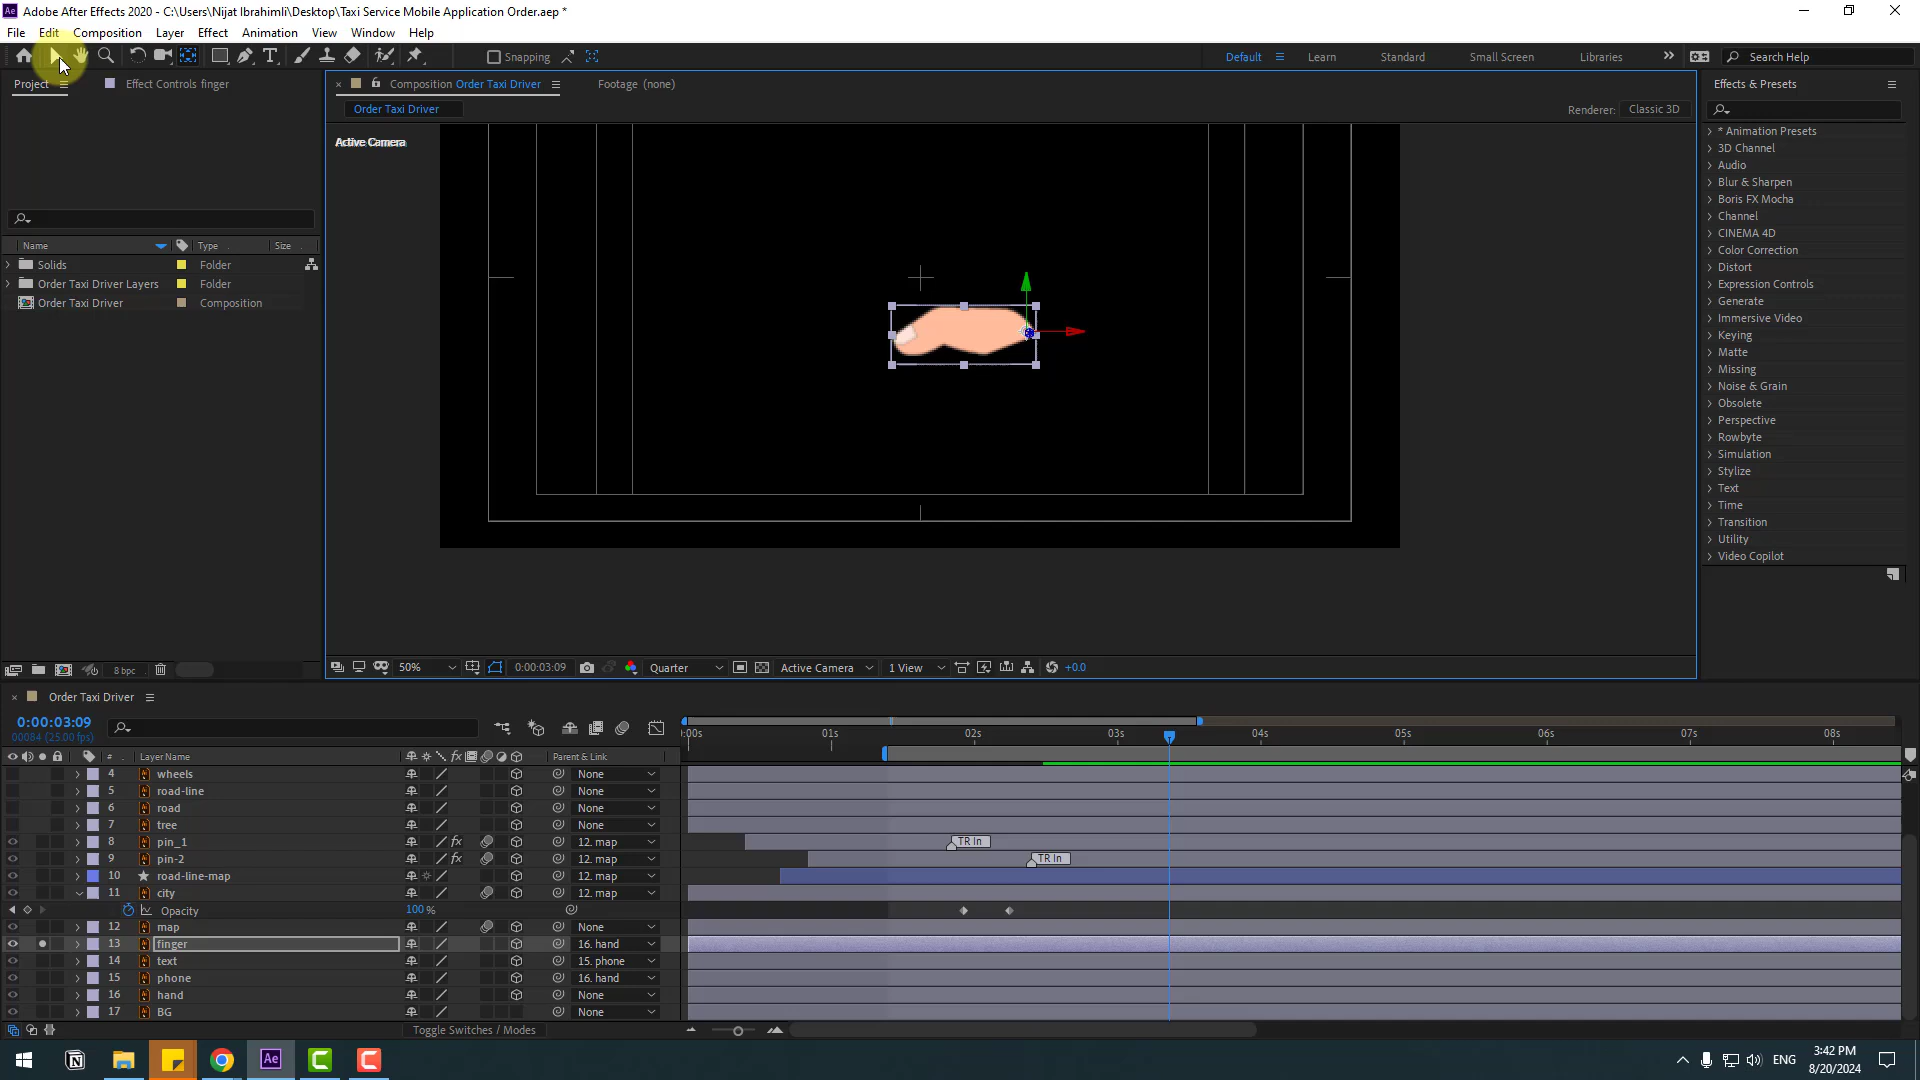 Adobe After Effects 2020 - C:\Users\Nijat Ibrahimli\Desktop\Taxi Service Mobile Application Order.aep *
File Edit Composition Layer Effect Animation View Window Help
Snapping
Default Learn Standard Small Screen Libraries
Search Help
Project
Effect Controls finger
Composition Order Taxi Driver
Footage (none)
Effects & Presets
Order Taxi Driver
Renderer: Classic 3D
Active Camera
* Animation Presets
3D Channel
Audio
Blur & Sharpen
Boris FX Mocha
Channel
CINEMA 4D
Color Correction
Distort
Expression Controls
Generate
Immersive Video
Keying
Matte
Missing
Noise & Grain
Obsolete
Perspective
Rowbyte
Simulation
Stylize
Text
Time
Transition
Utility
Video Copilot
Name Type Size
Solids Folder
Order Taxi Driver Layers Folder
Order Taxi Driver Composition
8 bpc
50% 0:00:03:09 Quarter Active Camera 1 View +0.0
Order Taxi Driver
0:00:03:09
00084 (25.00 fps)
:00s 01s 02s 03s 04s 05s 06s 07s 08s
# Layer Name fx Parent & Link
4 wheels None
5 road-line None
6 road None
7 tree None
8 pin_1 fx 12. map TR In
9 pin-2 fx 12. map TR In
10 road-line-map 12. map
11 city 12. map
Opacity 100 %
12 map None
13 finger 16. hand
14 text 15. phone
15 phone 16. hand
16 hand None
17 BG None
Toggle Switches / Modes
Ae
ENG
3:42 PM
8/20/2024